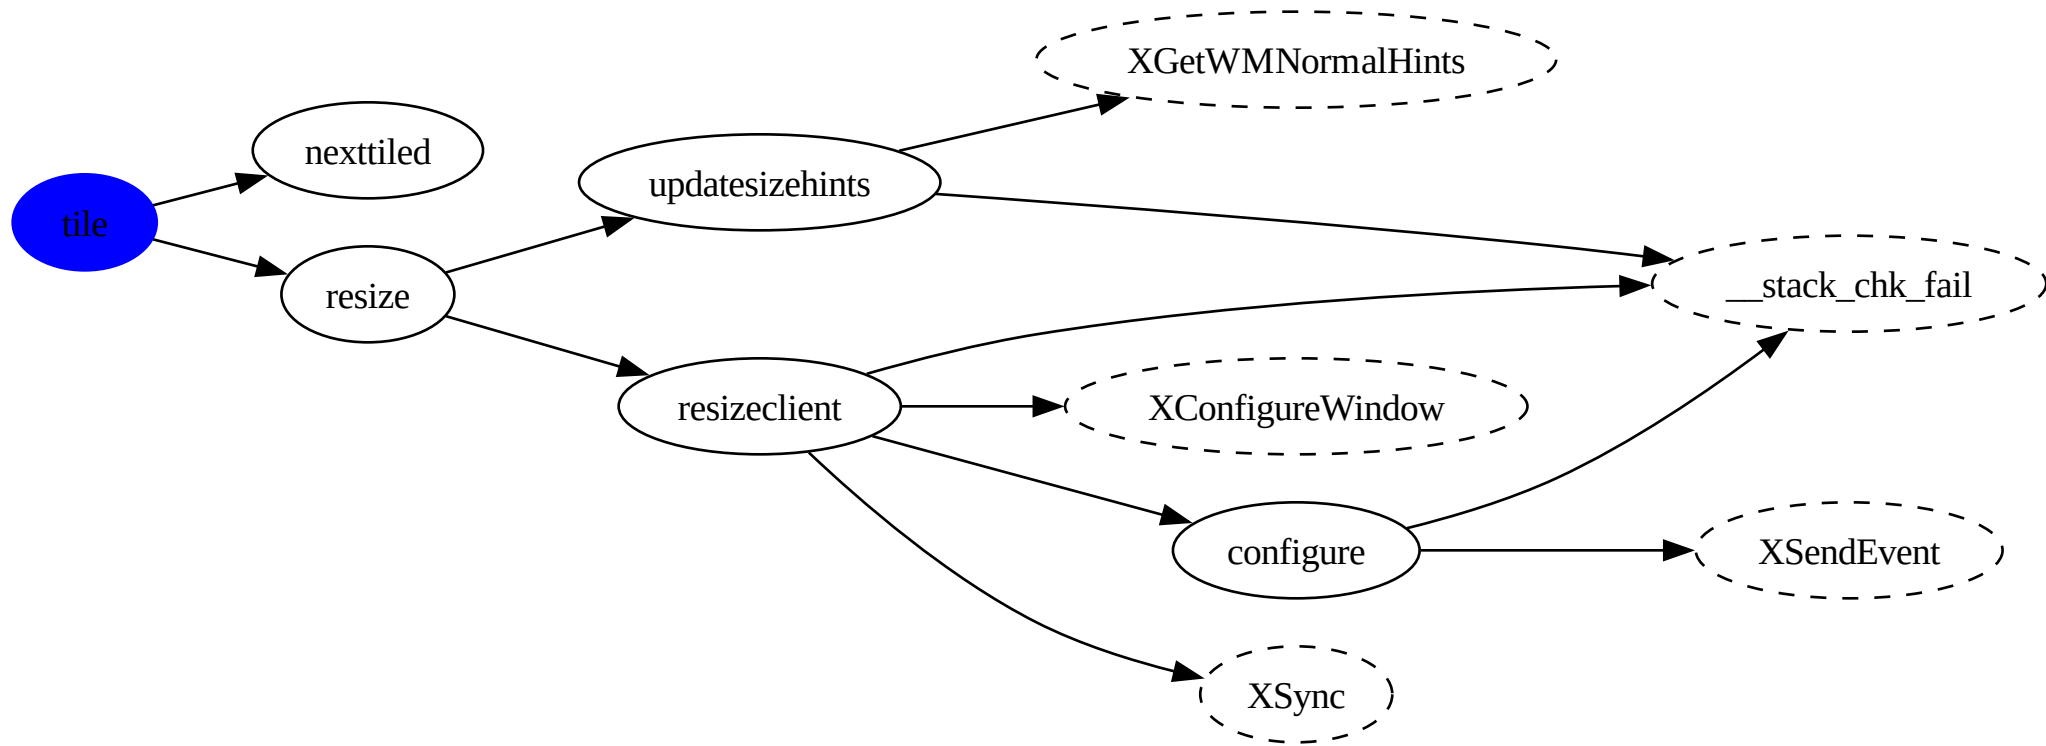 XGetWMNormalHints
nexttiled
updatesizehints
tile
__stack_chk_fail
resize
resizeclient
XConfigureWindow
configure
XSendEvent
XSync